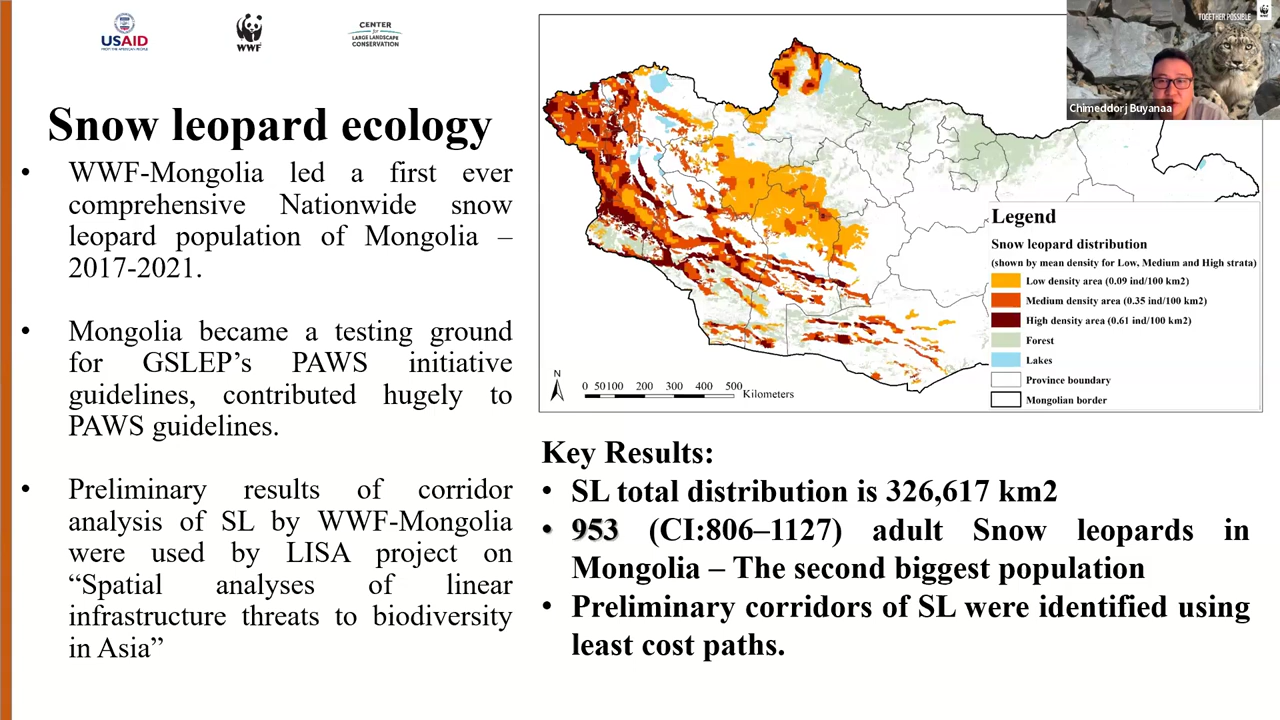 USAID
FROM THE AMERICAN PEOPLE
WWF
CENTER
for
LARGE LANDSCAPE
CONSERVATION
TOGETHER POSSIBLE
Chimeddorj Buyanaa
Snow leopard ecology
• WWF-Mongolia led a first ever
comprehensive Nationwide snow
leopard population of Mongolia –
2017-2021.
• Mongolia became a testing ground
for GSLEP’s PAWS initiative
guidelines, contributed hugely to
PAWS guidelines.
• Preliminary results of corridor
analysis of SL by WWF-Mongolia
were used by LISA project on
“Spatial analyses of linear
infrastructure threats to biodiversity
in Asia”
Legend
Snow leopard distribution
(shown by mean density for Low, Medium and High strata)
Low density area (0.09 ind/100 km2)
Medium density area (0.35 ind/100 km2)
High density area (0.61 ind/100 km2)
Forest
Lakes
Province boundary
Mongolian border
N
0 50100 200 300 400 500
Kilometers
Key Results:
• SL total distribution is 326,617 km2
• 953 (CI:806–1127) adult Snow leopards in
Mongolia – The second biggest population
• Preliminary corridors of SL were identified using
least cost paths.